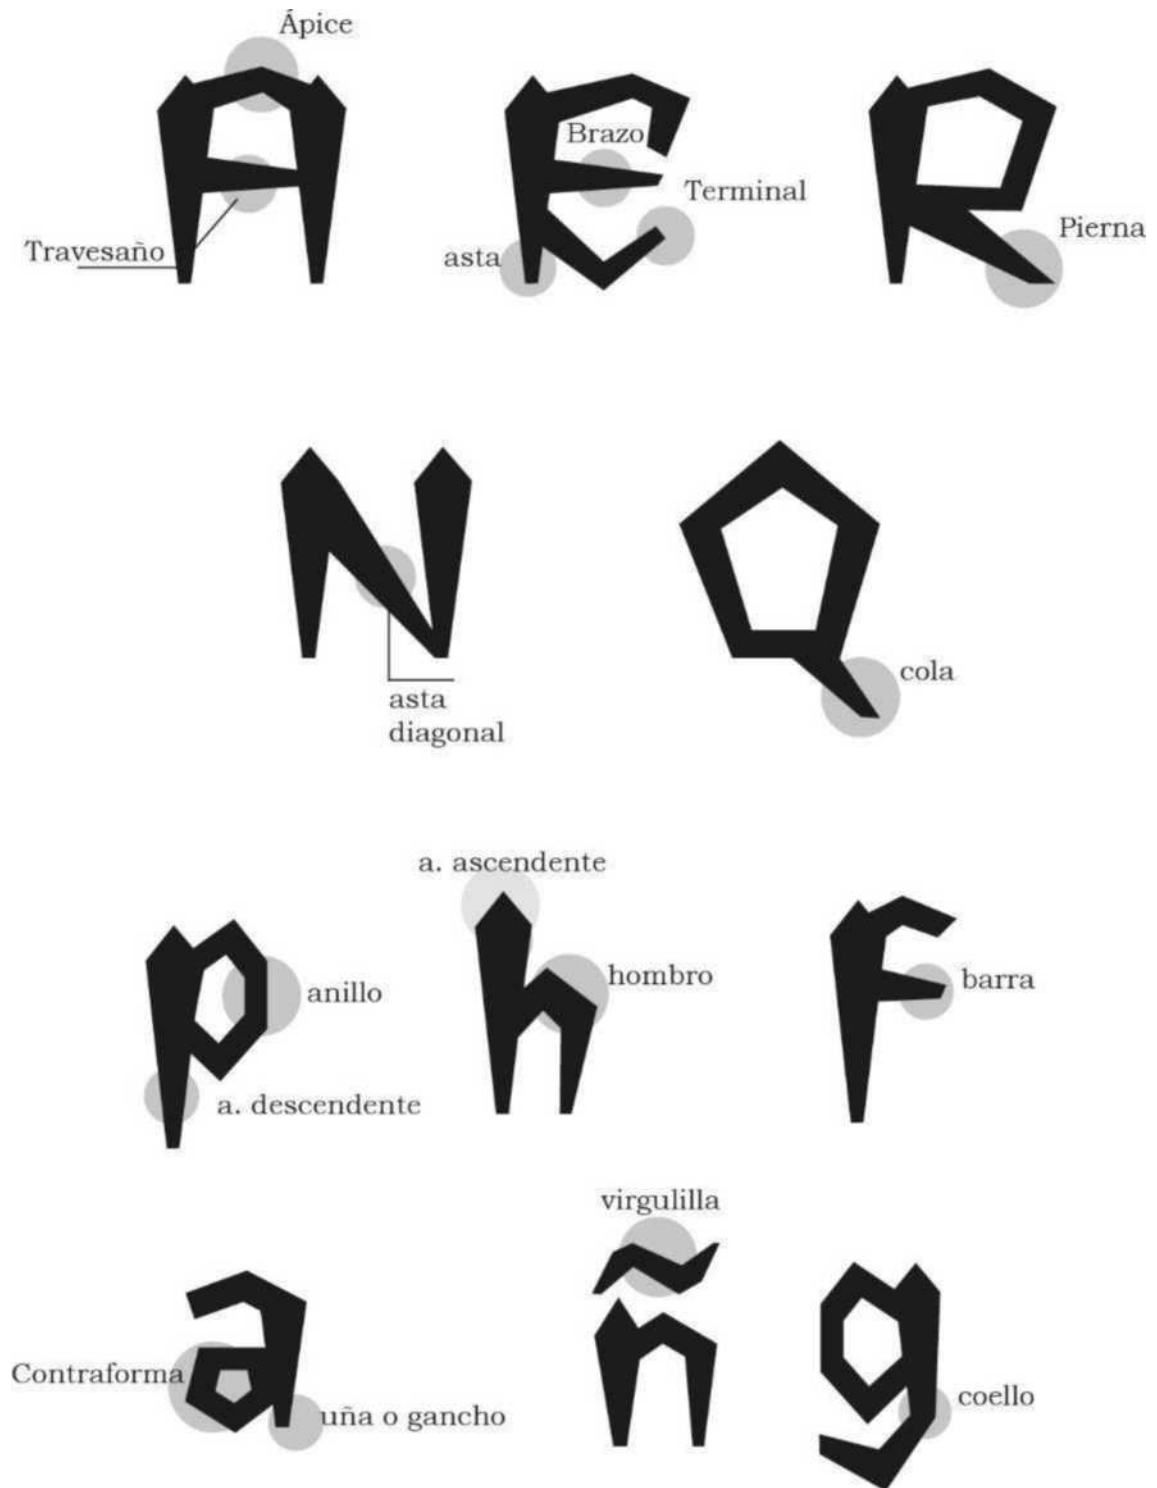 Ápice
A E R
Brazo
Terminal
Travesaño
asta
Pierna
N Q
cola
asta
diagonal
a. ascendente
p h f
hombro
barra
anillo
a. descendente
virgulilla
a ñ g
Contraforma
uña o gancho
coello